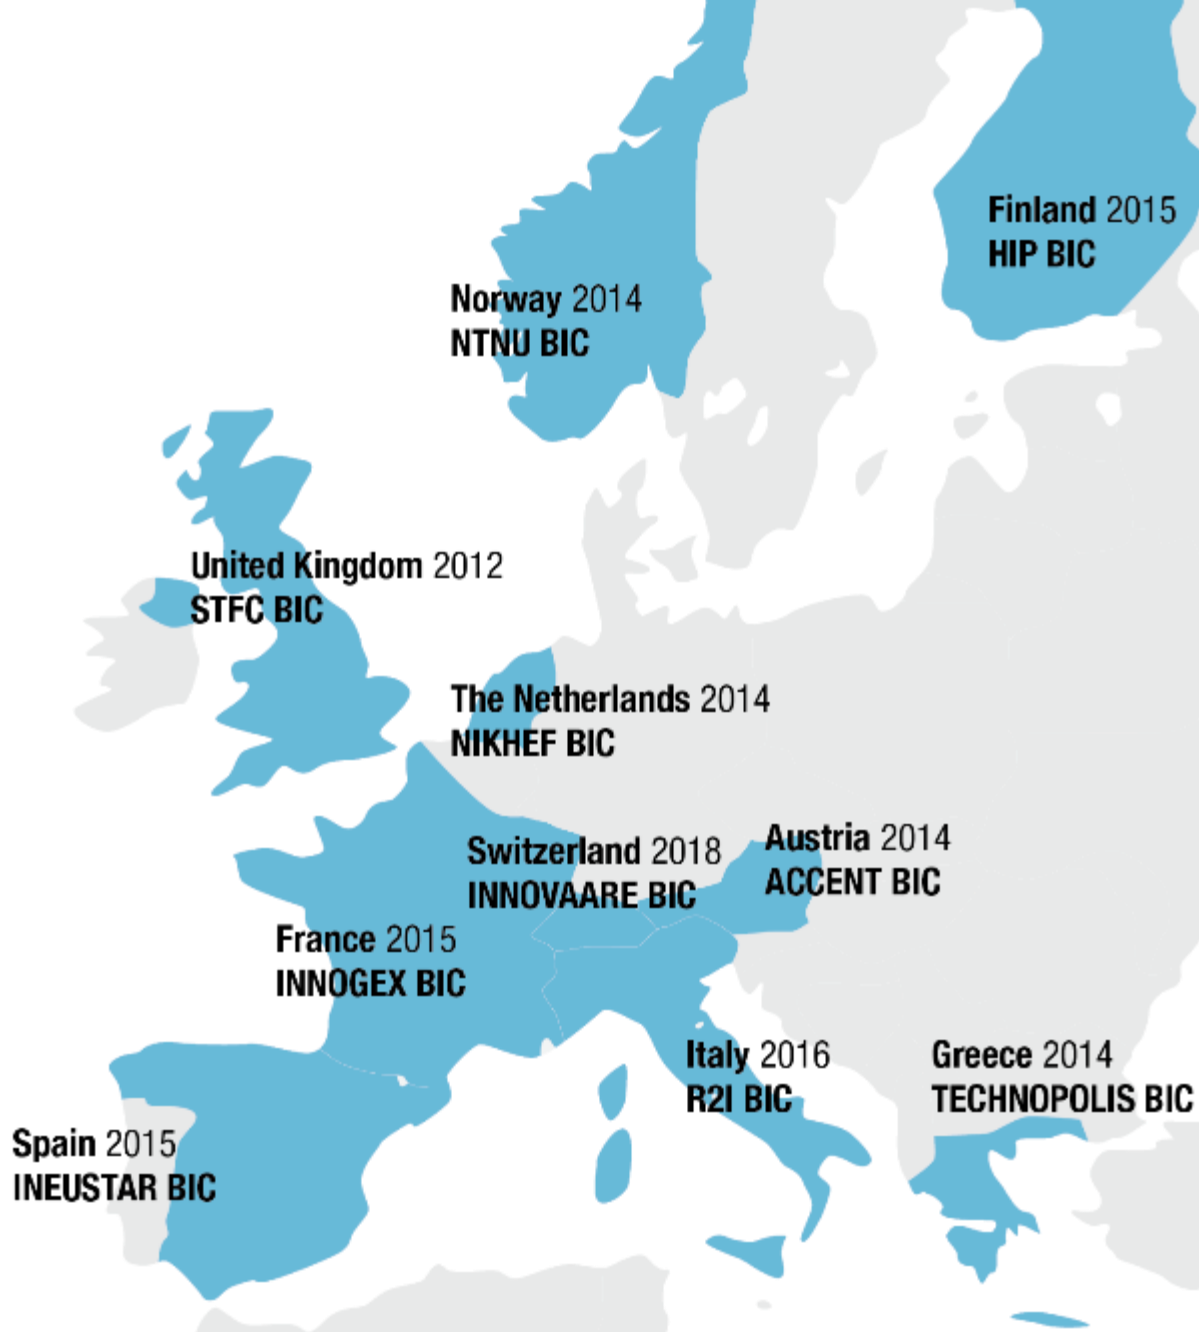 Finland 2015
HIP BIC
Norway 2014
NTNU BIC
United Kingdom 2012
STFC BIC
The Netherlands 2014
NIKHEF BIC
Switzerland 2018
INNOVAARE BIC
Austria 2014
ACCENT BIC
France 2015
INNOGEX BIC
Italy 2016
R2I BIC
Greece 2014
TECHNOPOLIS BIC
Spain 2015
INEUSTAR BIC